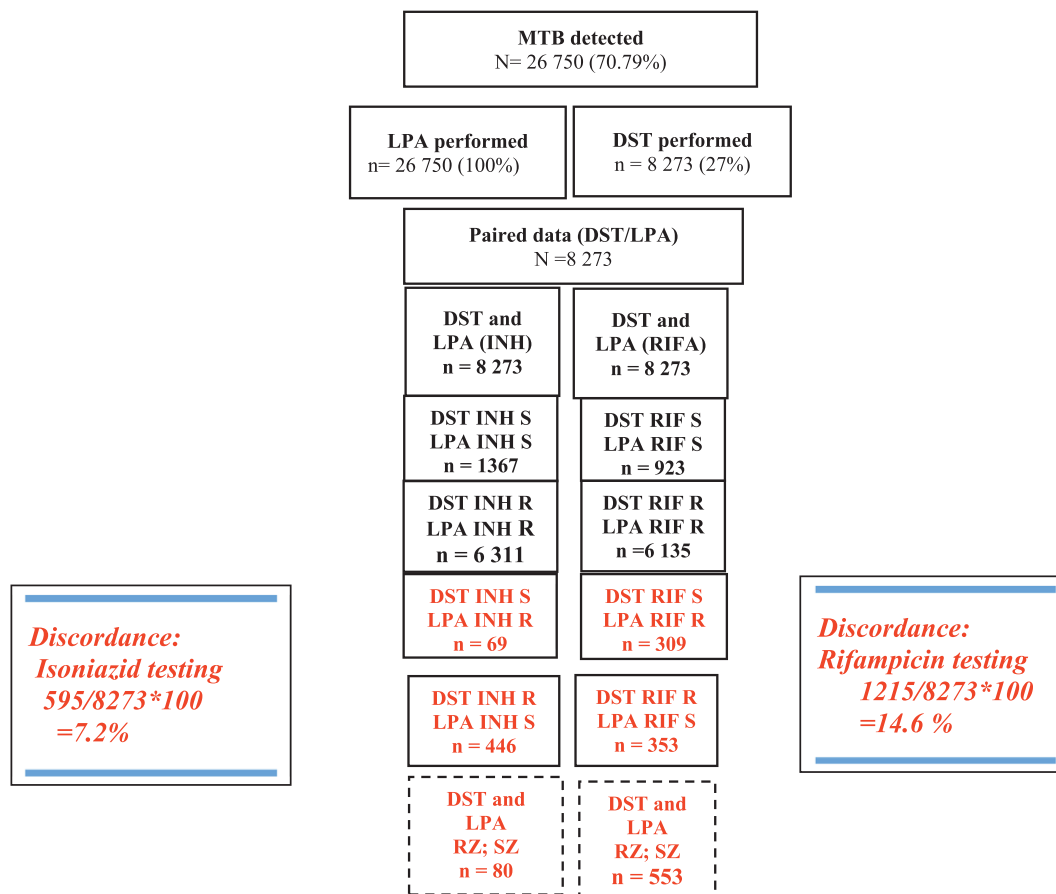 MTB detected
N= 26 750 (70.79%)
LPA performed
n= 26 750 (100%)
DST performed
n = 8 273 (27%)
Paired data (DST/LPA)
N =8 273
DST and
LPA (INH)
n = 8 273
DST and
LPA (RIFA)
n = 8 273
DST INH S
LPA INH S
n = 1367
DST RIF S
LPA RIF S
n = 923
DST INH R
LPA INH R
n = 6 311
DST RIF R
LPA RIF R
n =6 135
DST INH S
LPA INH R
n = 69
DST RIF S
LPA RIF R
n = 309
Discordance:
Isoniazid testing
595/8273*100
=7.2%
Discordance:
Rifampicin testing
1215/8273*100
=14.6 %
DST INH R
LPA INH S
n = 446
DST RIF R
LPA RIF S
n = 353
DST and
LPA
RZ; SZ
n = 80
DST and
LPA
RZ; SZ
n = 553